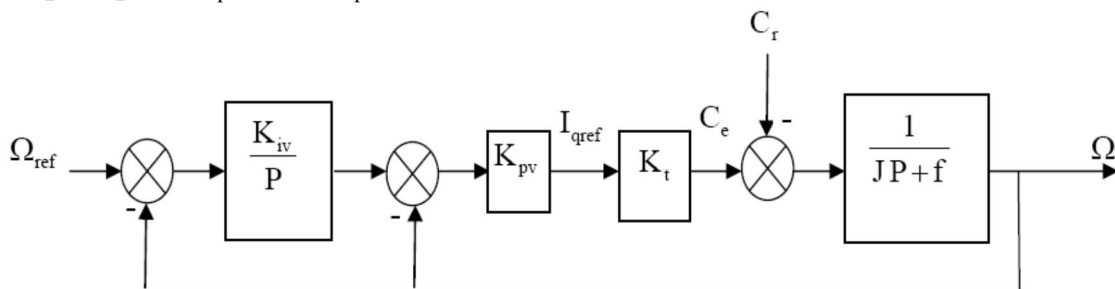 C_r
Ω_ref
-
K_iv
P
-
K_pv
I_qref
K_t
C_e
-
1
JP+f
Ω